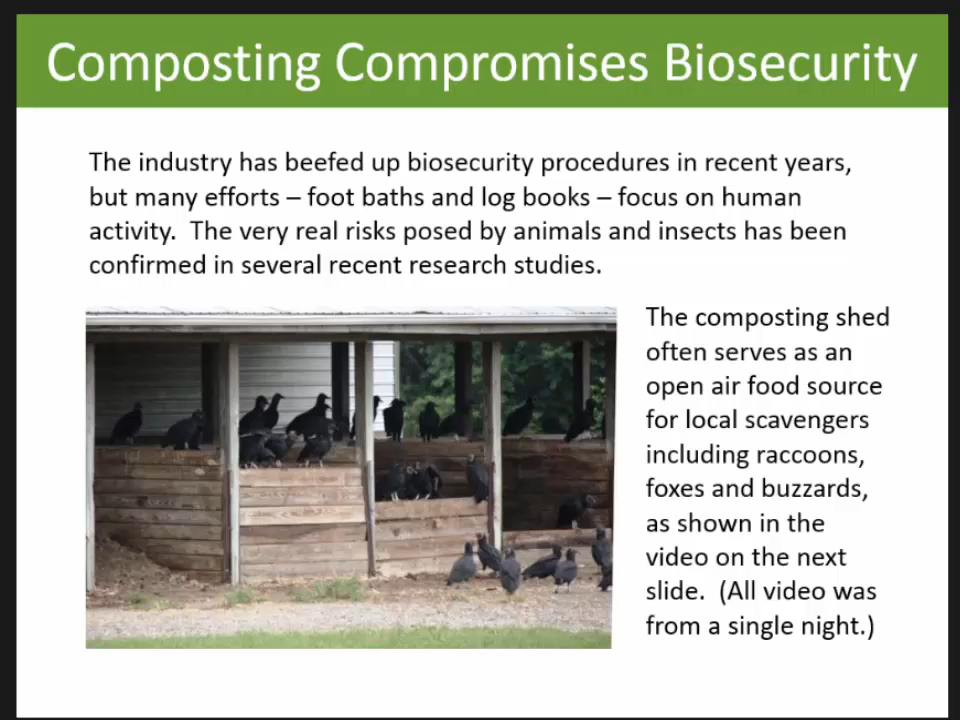 Composting Compromises Biosecurity
The industry has beefed up biosecurity procedures in recent years,
but many efforts – foot baths and log books – focus on human
activity.  The very real risks posed by animals and insects has been
confirmed in several recent research studies.
The composting shed
often serves as an
open air food source
for local scavengers
including raccoons,
foxes and buzzards,
as shown in the
video on the next
slide.  (All video was
from a single night.)